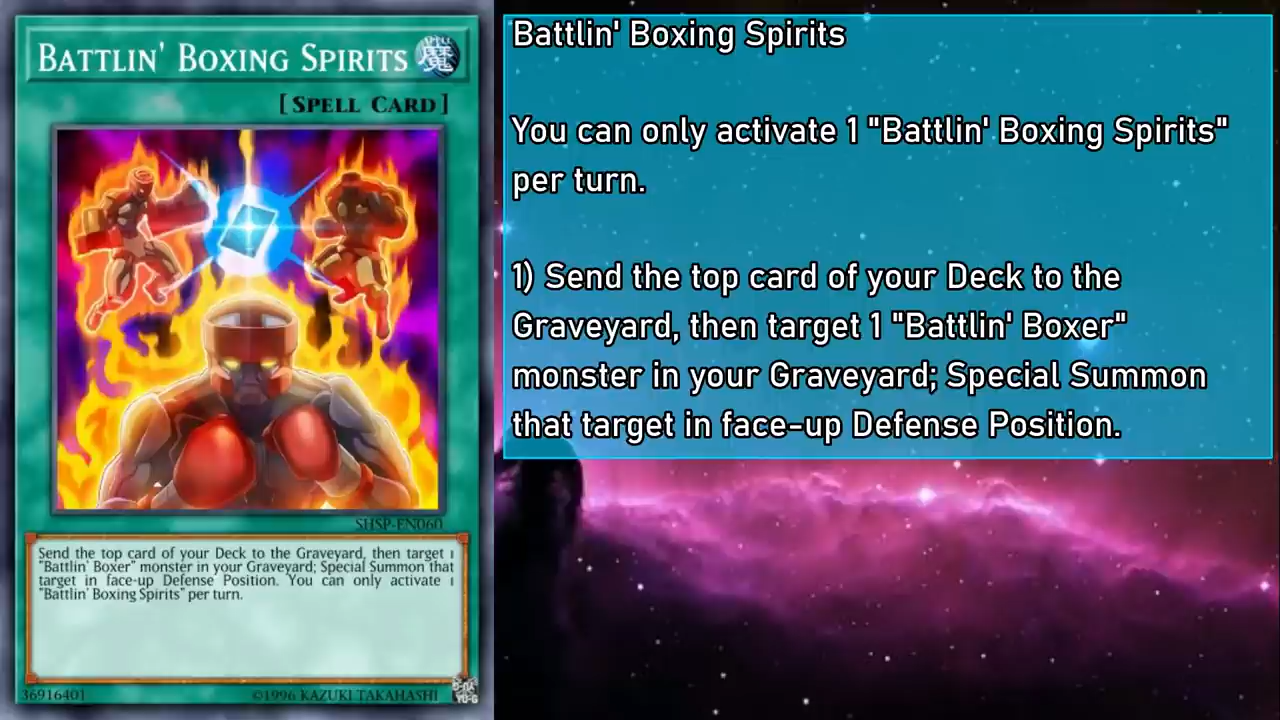 BATTLIN' BOXING SPIRITS 魔
[ SPELL CARD ]
SHSP-EN060
Send the top card of your Deck to the Graveyard, then target 1
"Battlin' Boxer" monster in your Graveyard; Special Summon that
target in face-up Defense Position. You can only activate 1
"Battlin' Boxing Spirits" per turn.
36916401
©1996 KAZUKI TAKAHASHI
Battlin' Boxing Spirits
You can only activate 1 "Battlin' Boxing Spirits"
per turn.
1) Send the top card of your Deck to the
Graveyard, then target 1 "Battlin' Boxer"
monster in your Graveyard; Special Summon
that target in face-up Defense Position.